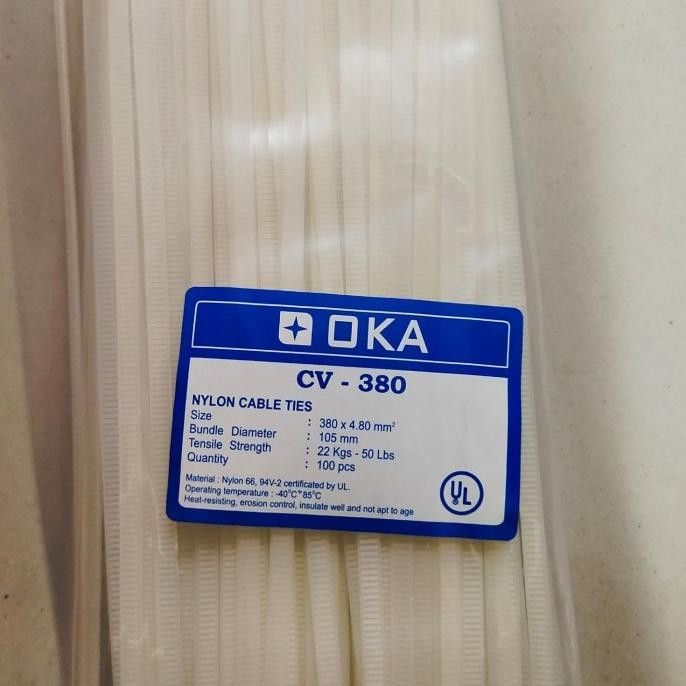 OKA
CV - 380
NYLON CABLE TIES
Size : 380 x 4.80 mm²
Bundle Diameter : 105 mm
Tensile Strength : 22 Kgs - 50 Lbs
Quantity : 100 pcs
Material : Nylon 66, 94V-2 certificated by UL.
Operating temperature : -40°C~85°C
Heat-resisting, erosion control, insulate well and not apt to age
UL